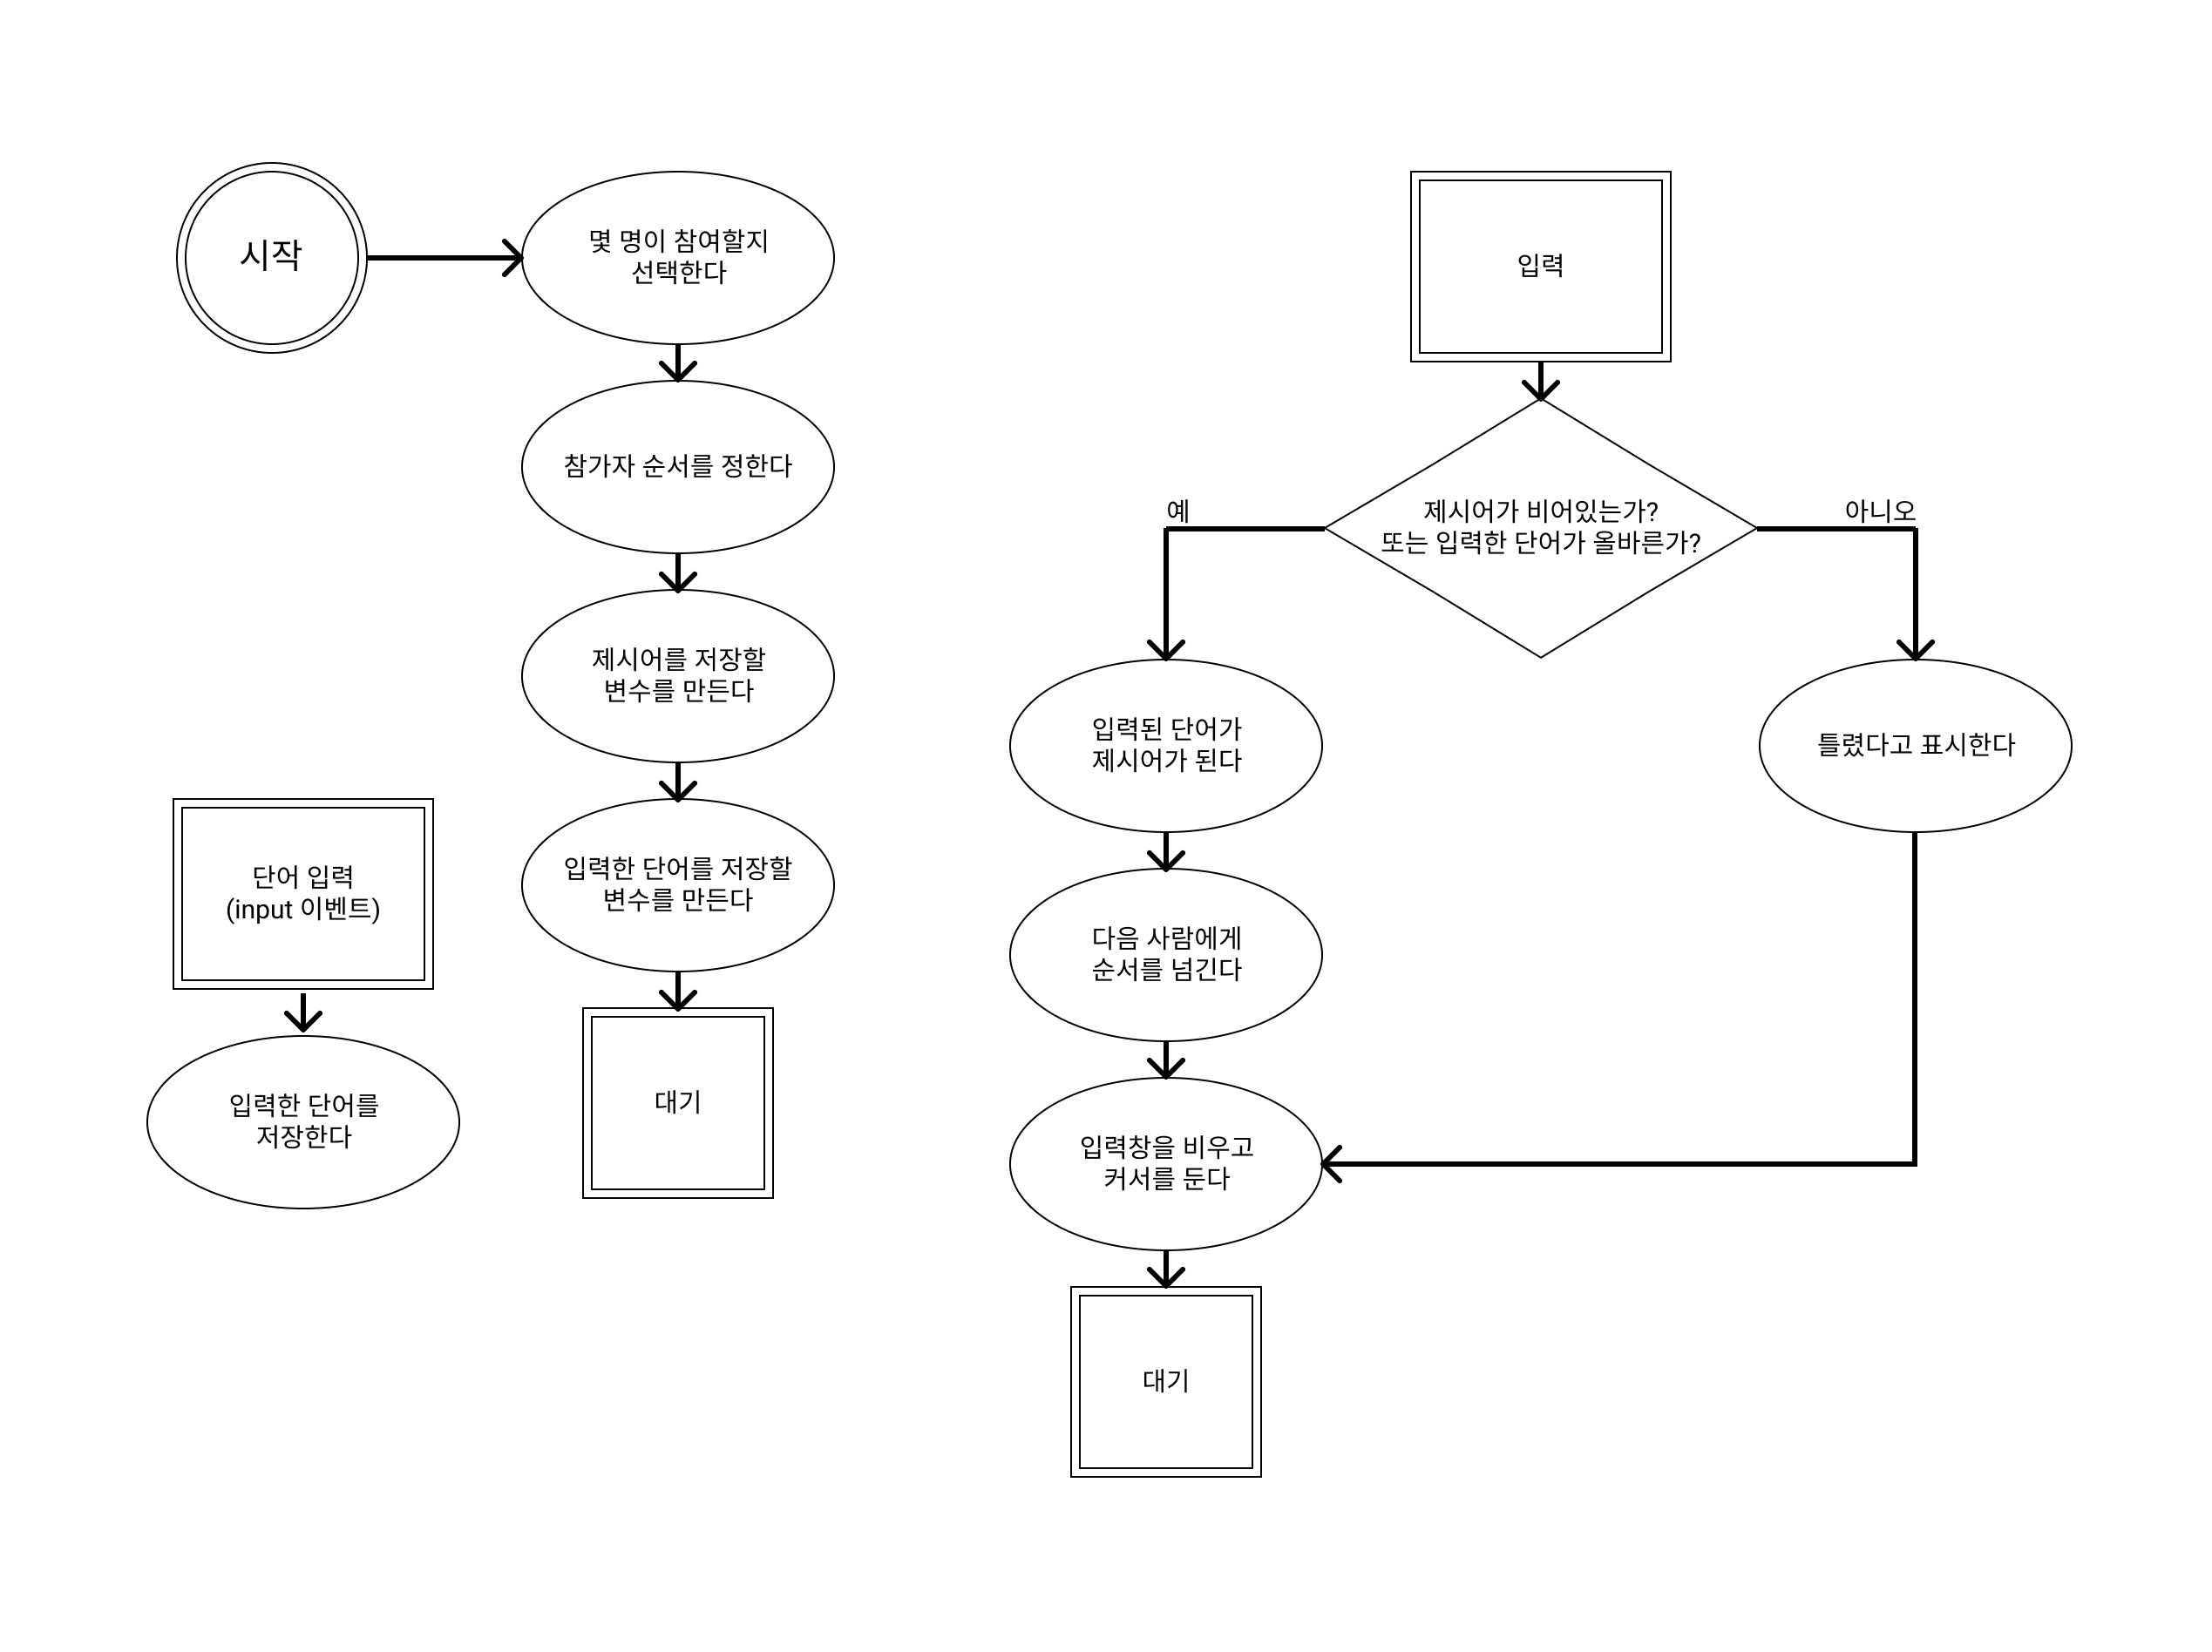 시작
몇 명이 참여할지
선택한다
참가자 순서를 정한다
제시어를 저장할
변수를 만든다
입력한 단어를 저장할
변수를 만든다
대기
단어 입력
(input 이벤트)
입력한 단어를
저장한다
입력
제시어가 비어있는가?
또는 입력한 단어가 올바른가?
예
아니오
입력된 단어가
제시어가 된다
다음 사람에게
순서를 넘긴다
틀렸다고 표시한다
입력창을 비우고
커서를 둔다
대기